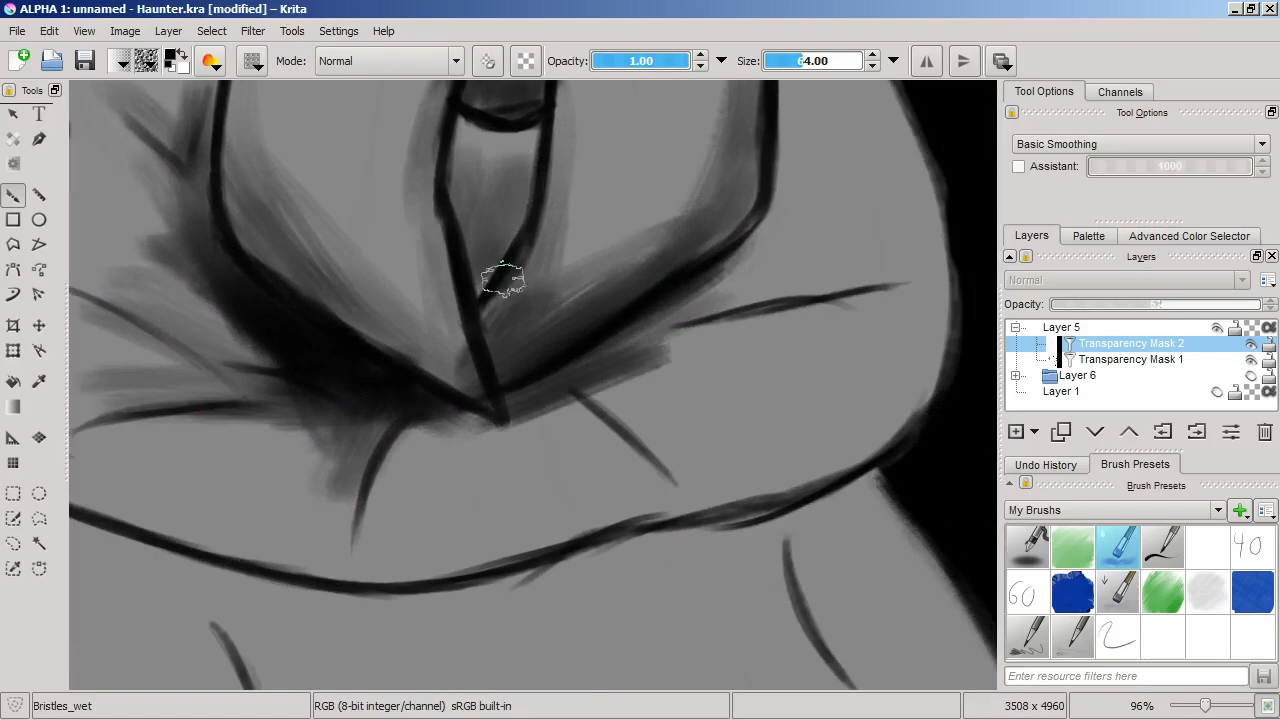 ALPHA 1: unnamed - Haunter.kra [modified] – Krita
File Edit View Image Layer Select Filter Tools Settings Help
Mode: Normal Opacity: 1.00 Size: 64.00
Tools
Tool Options Channels
Tool Options
Basic Smoothing
Assistant: 1000
Layers Palette Advanced Color Selector
Layers
Normal
Opacity:
Layer 5
Transparency Mask 2
Transparency Mask 1
Layer 6
Layer 1
Undo History Brush Presets
Brush Presets
My Brushes
40
60
Enter resource filters here
Bristles_wet RGB (8-bit integer/channel) sRGB built-in 3508 x 4960 96%